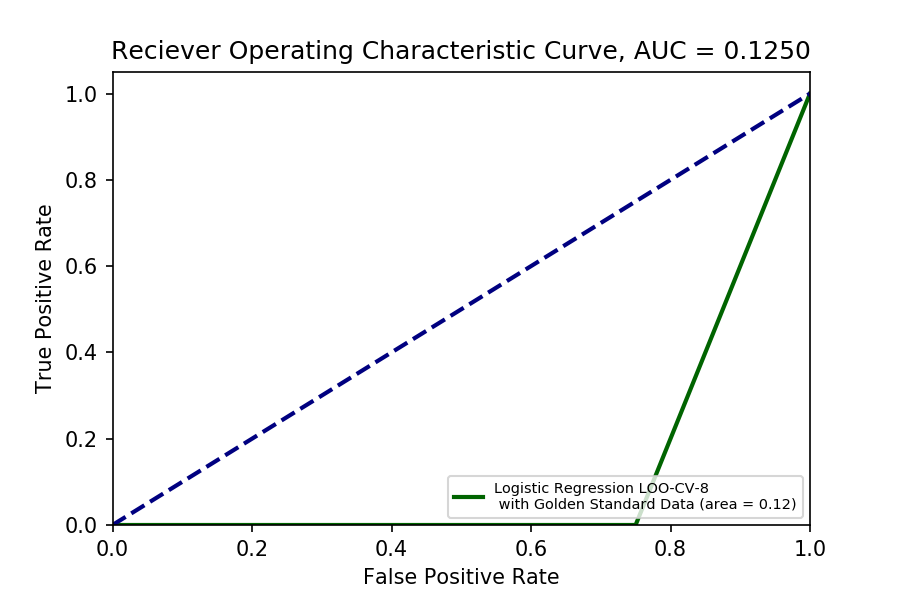 Reciever Operating Characteristic Curve, AUC = 0.1250
True Positive Rate
1.0
0.8
0.6
0.4
0.2
0.0
Logistic Regression LOO-CV-8
with Golden Standard Data (area = 0.12)
0.0 0.2 0.4 0.6 0.8 1.0
False Positive Rate